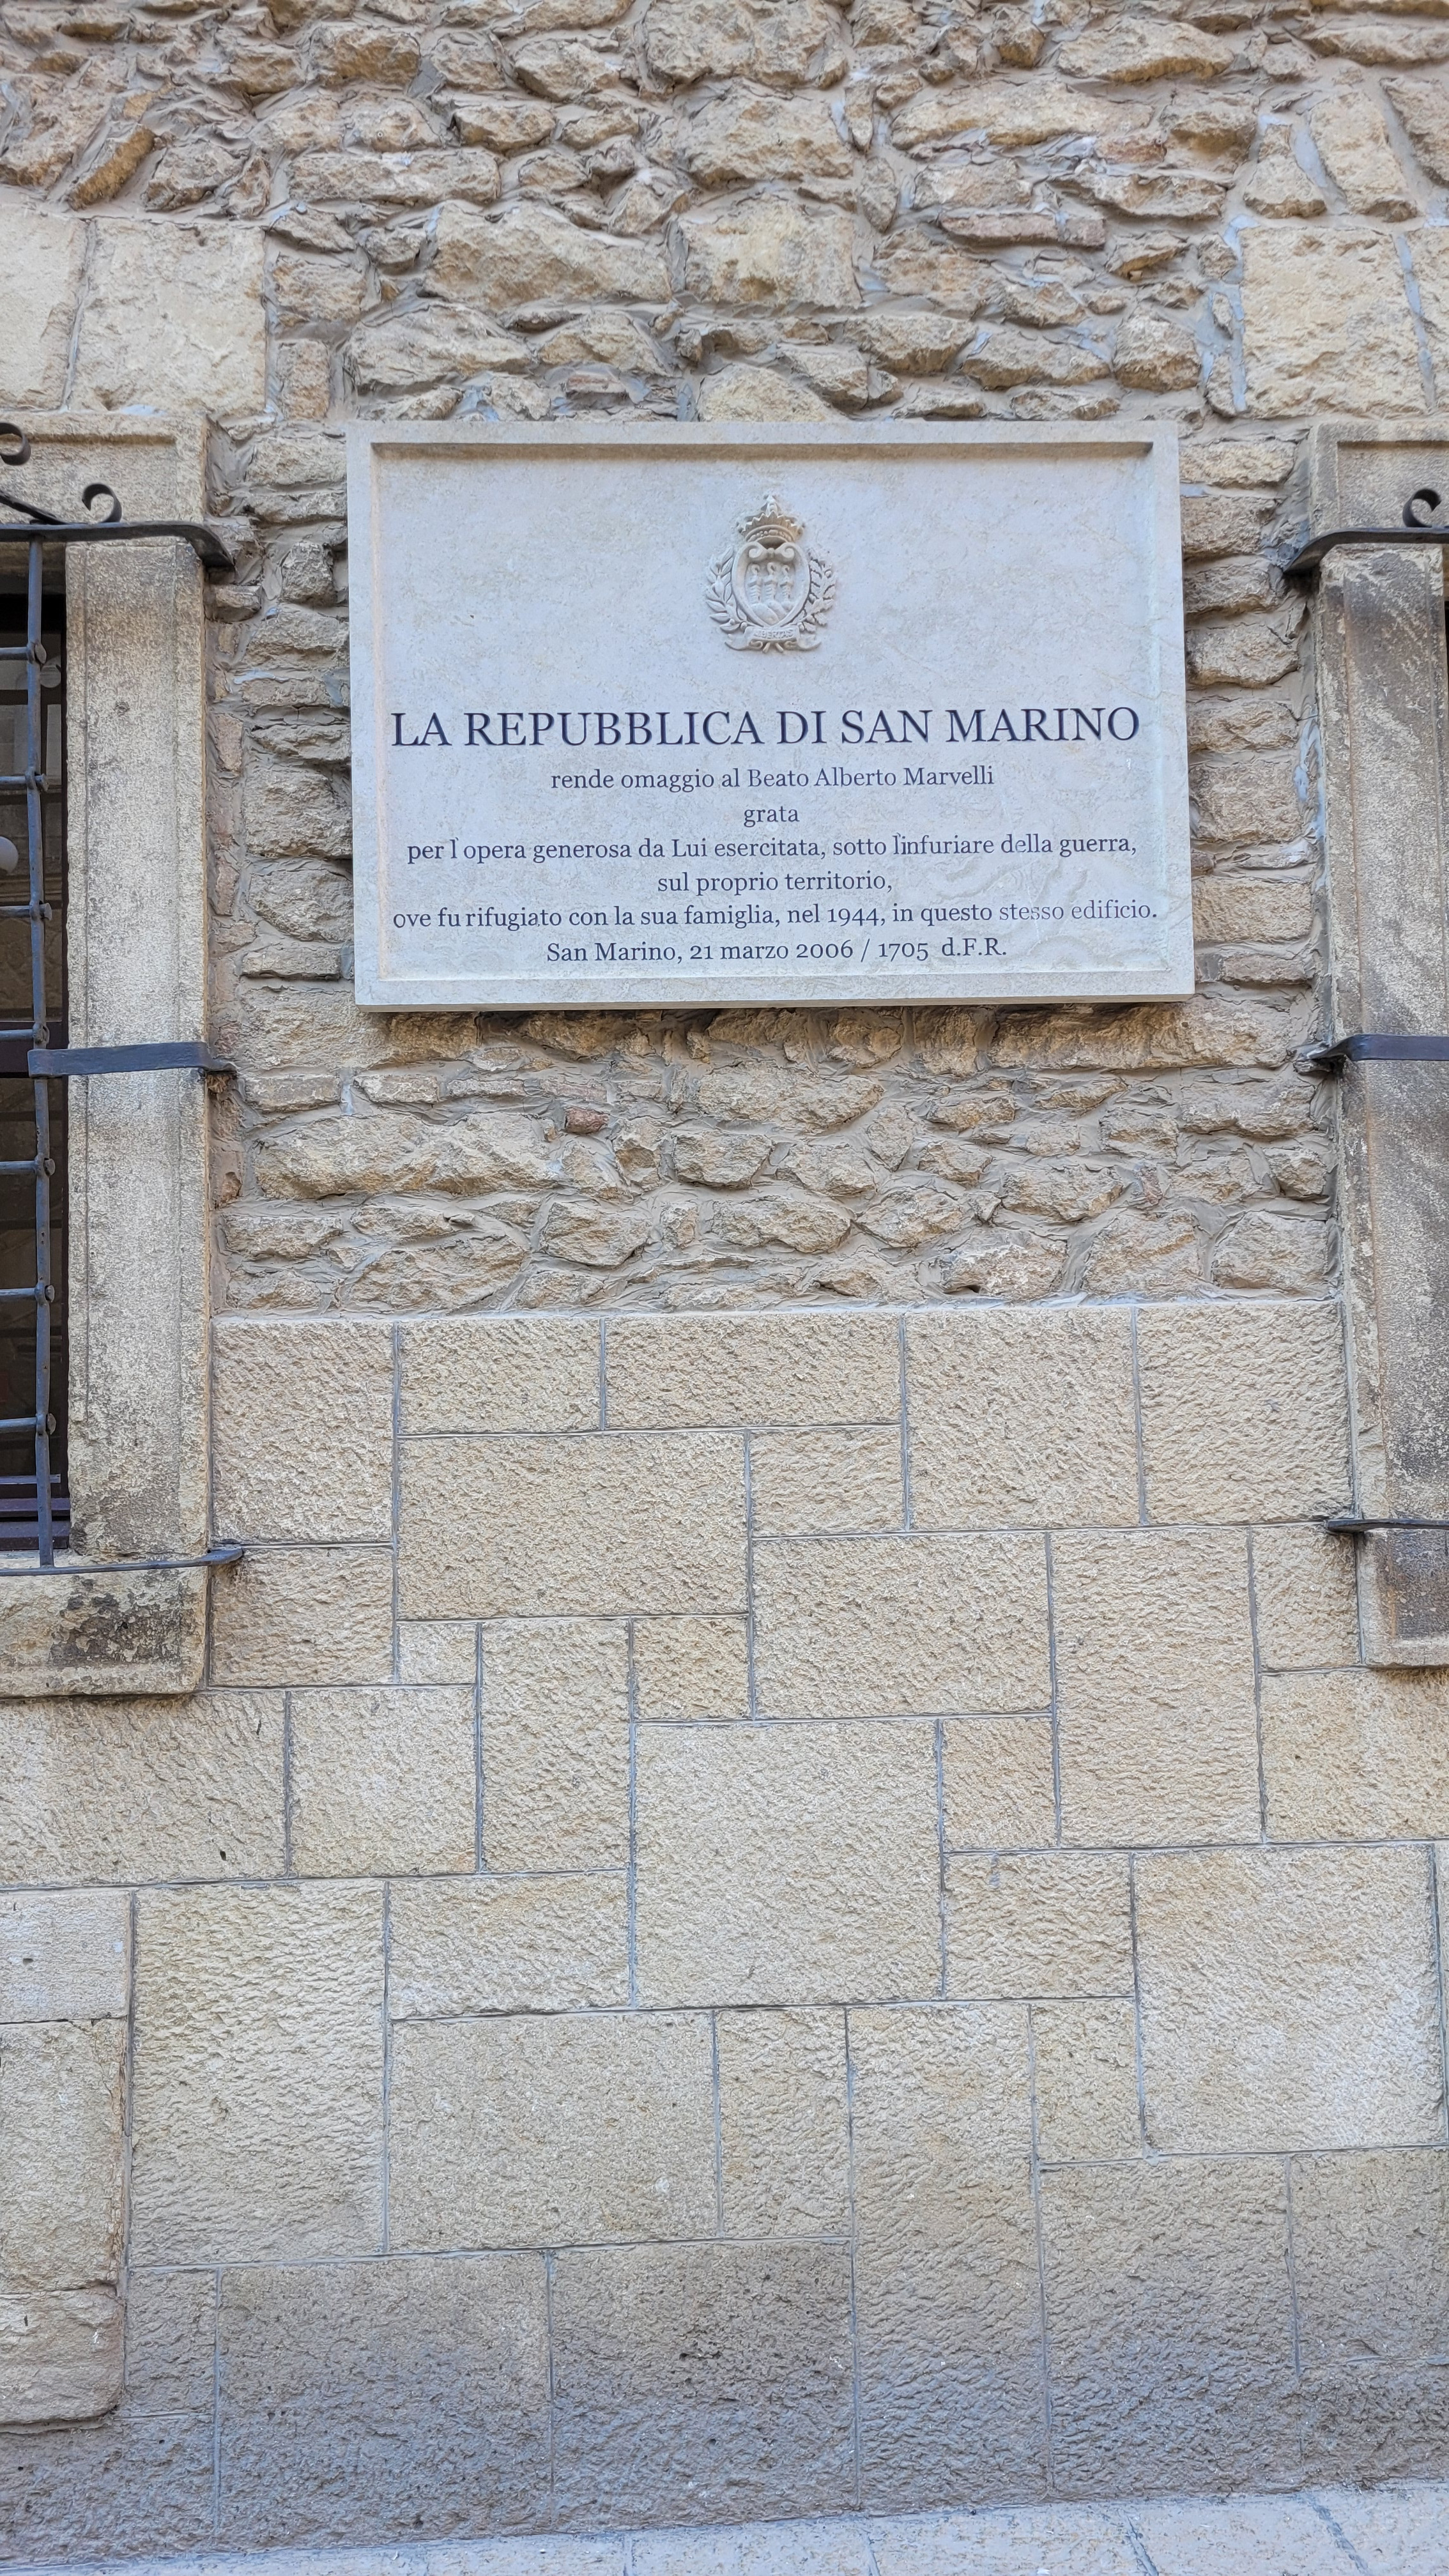 LIBERTAS
LA REPUBBLICA DI SAN MARINO
rende omaggio al Beato Alberto Marvelli
grata
per l'opera generosa da Lui esercitata, sotto l'infuriare della guerra,
sul proprio territorio,
ove fu rifugiato con la sua famiglia, nel 1944, in questo stesso edificio.
San Marino, 21 marzo 2006 / 1705 d.F.R.